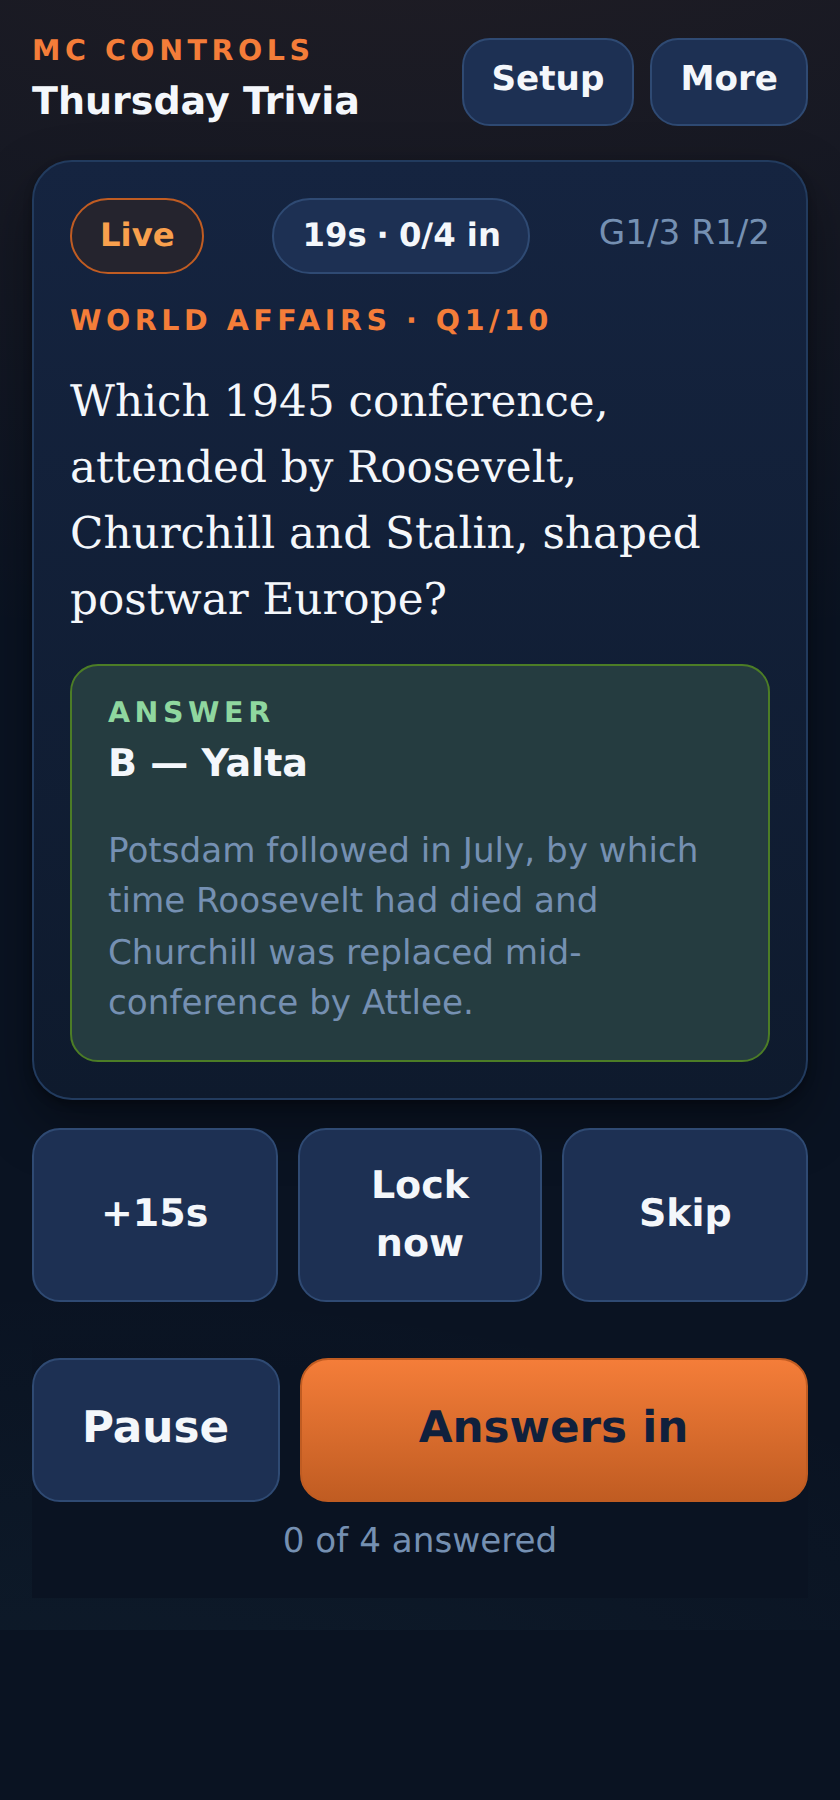 MC CONTROLS
Thursday Trivia
Setup
More
Live
19s · 0/4 in
G1/3 R1/2
WORLD AFFAIRS · Q1/10
Which 1945 conference,
attended by Roosevelt,
Churchill and Stalin, shaped
postwar Europe?
ANSWER
B — Yalta
Potsdam followed in July, by which
time Roosevelt had died and
Churchill was replaced mid-
conference by Attlee.
+15s
Lock
now
Skip
Pause
Answers in
0 of 4 answered